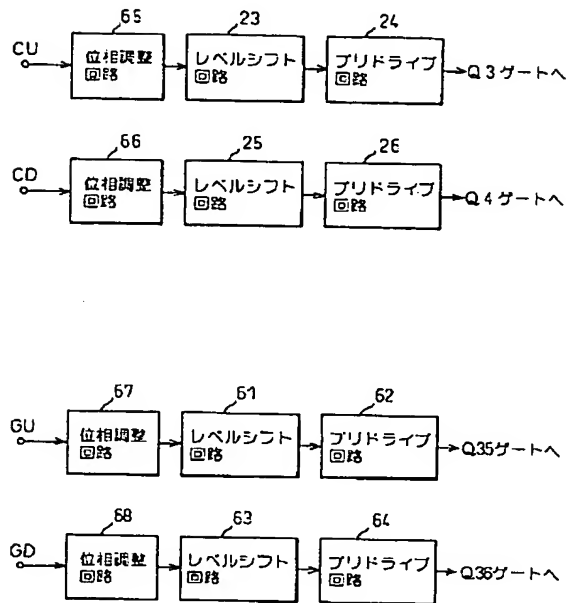 65 23 24
CU 位相調整 レベルシフト プリドライブ
回路 回路 回路 Q3ゲートへ
66 25 26
CD 位相調整 レベルシフト プリドライブ
回路 回路 回路 Q4ゲートへ
67 61 62
GU 位相調整 レベルシフト プリドライブ
回路 回路 回路 Q35ゲートへ
68 63 64
GD 位相調整 レベルシフト プリドライブ
回路 回路 回路 Q36ゲートへ